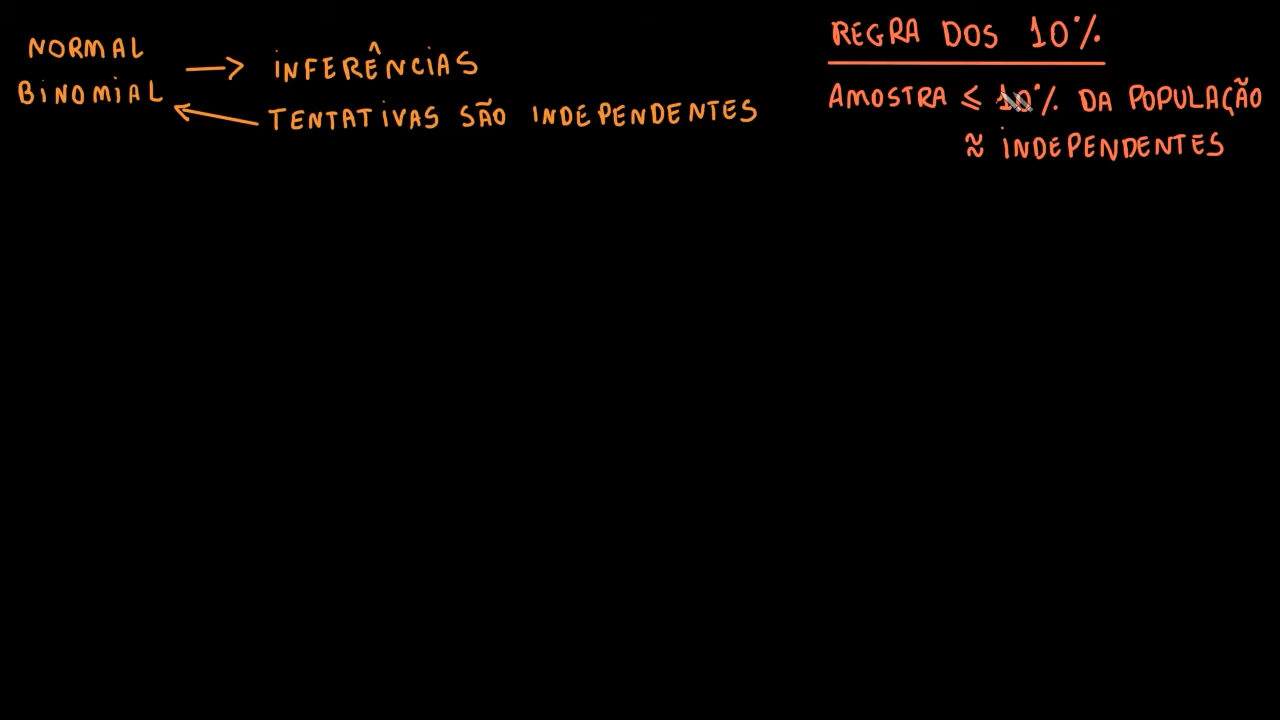 NORMAL
BINOMIAL
→ INFERÊNCIAS
TENTATIVAS SÃO INDEPENDENTES
REGRA DOS 10%
AMOSTRA ≤ 10% DA POPULAÇÃO
≈ INDEPENDENTES